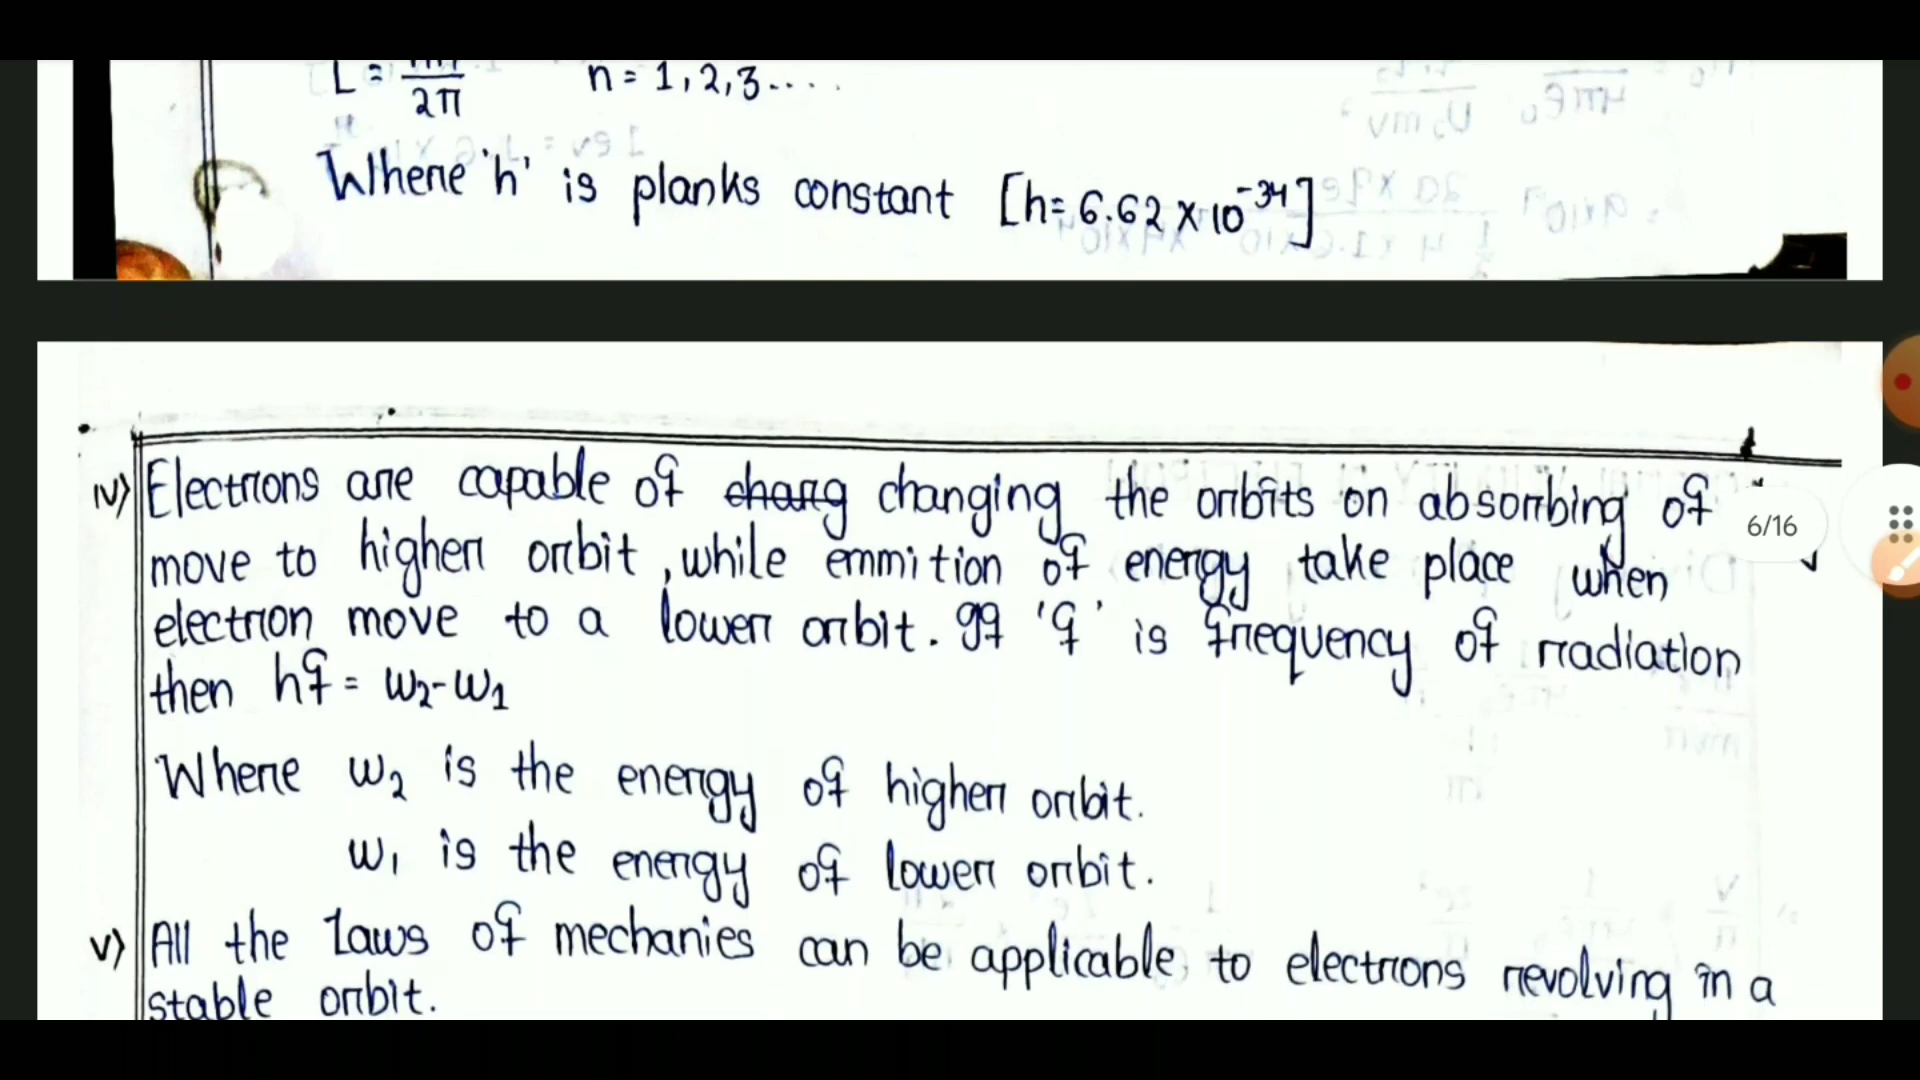 L = nh/2π n = 1, 2, 3....
Where 'h' is planks constant [h = 6.62 × 10^-34]
iv) Electrons are capable of charg changing the orbits on absorbing of
move to higher orbit, while emmition of energy take place when
electron move to a lower orbit. If 'f' is frequency of radiation
then hf = w2 - w1
6/16
Where w2 is the energy of higher orbit.
w1 is the energy of lower orbit.
v) All the laws of mechanies can be applicable to electrons revolving in a
stable orbit.